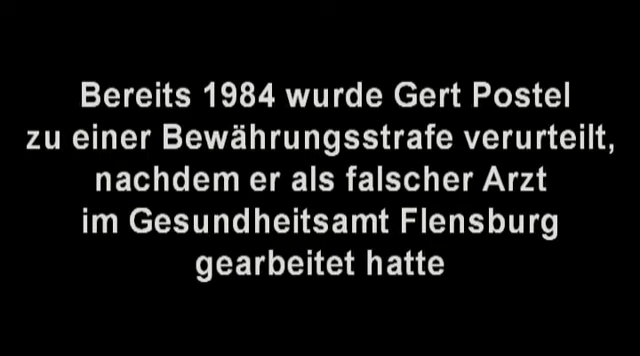 Bereits 1984 wurde Gert Postel
zu einer Bewährungsstrafe verurteilt,
nachdem er als falscher Arzt
im Gesundheitsamt Flensburg
gearbeitet hatte